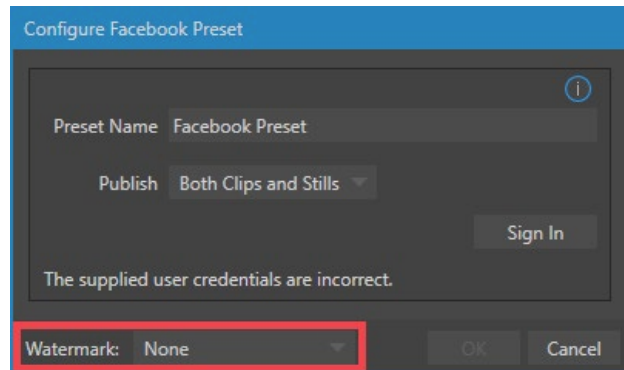 Configure Facebook Preset
Preset Name Facebook Preset
Publish Both Clips and Stills
Sign In
The supplied user credentials are incorrect.
Watermark: None OK Cancel